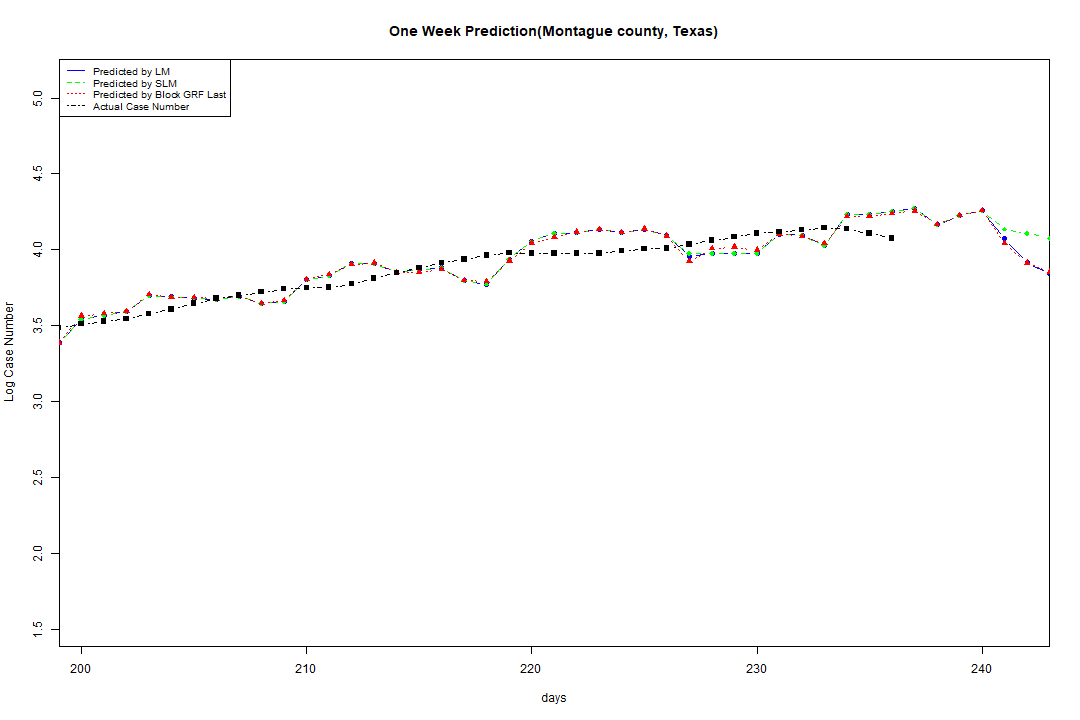 One Week Prediction(Montague county, Texas)
Predicted by LM
Predicted by SLM
Predicted by Block GRF Last
Actual Case Number
5.0
4.5
4.0
3.5
3.0
2.5
2.0
1.5
Log Case Number
200 210 220 230 240
days